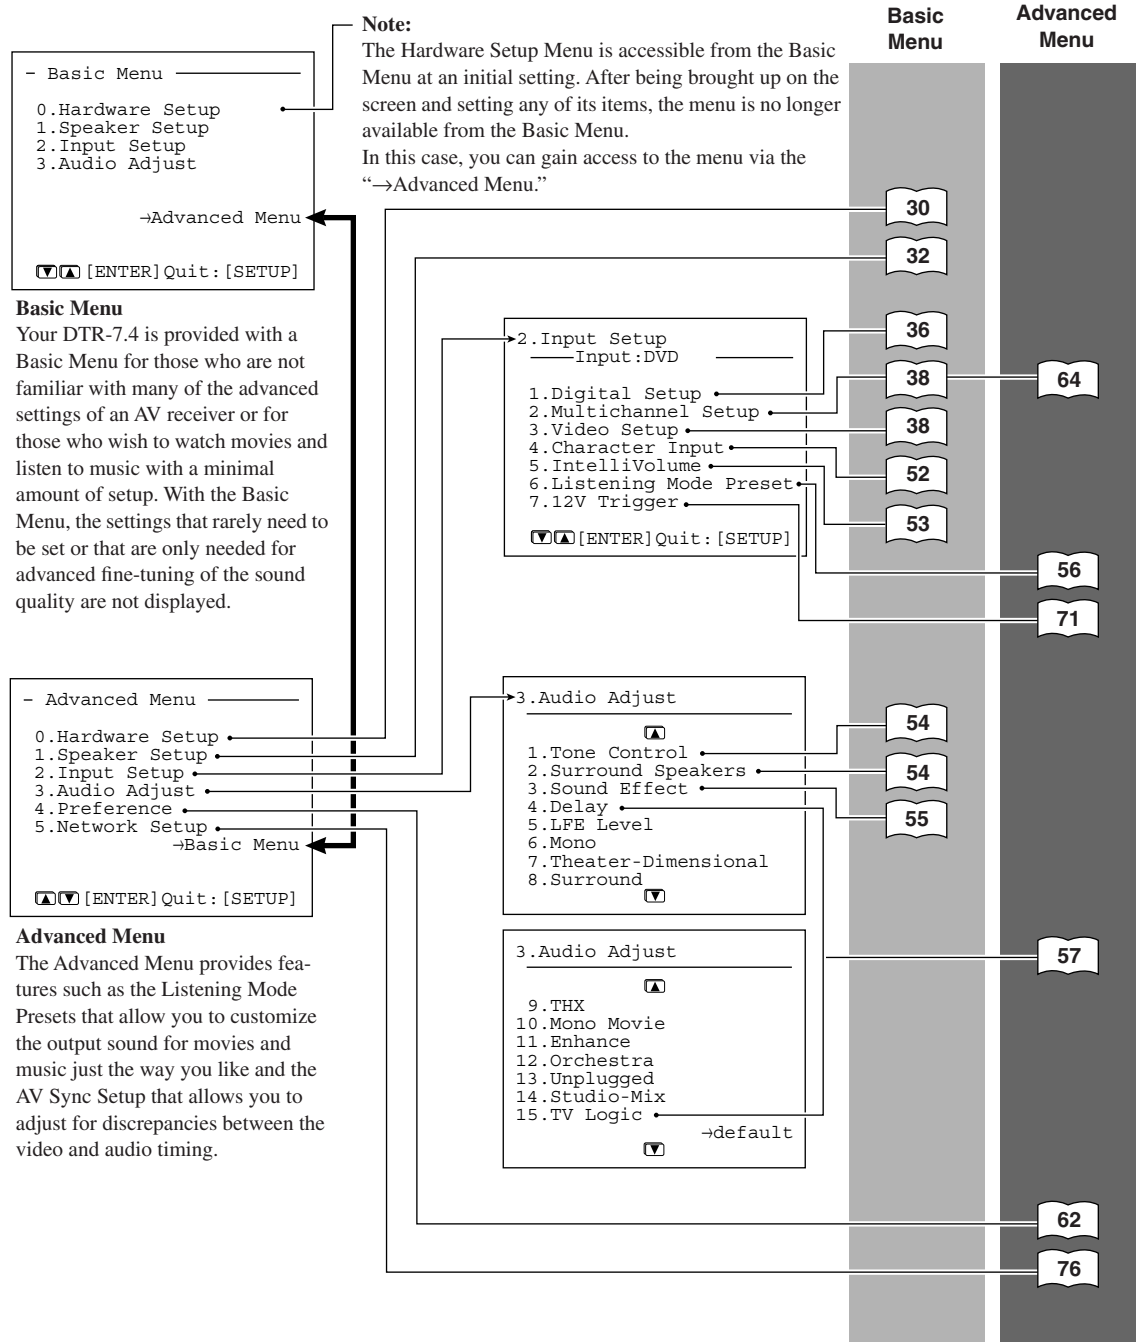 Basic
Menu
Advanced
Menu
Note:
The Hardware Setup Menu is accessible from the Basic
Menu at an initial setting. After being brought up on the
screen and setting any of its items, the menu is no longer
available from the Basic Menu.
In this case, you can gain access to the menu via the
“→Advanced Menu.”
– Basic Menu
0.Hardware Setup
1.Speaker Setup
2.Input Setup
3.Audio Adjust
→Advanced Menu
▼▲[ENTER]Quit:[SETUP]
Basic Menu
Your DTR-7.4 is provided with a
Basic Menu for those who are not
familiar with many of the advanced
settings of an AV receiver or for
those who wish to watch movies and
listen to music with a minimal
amount of setup. With the Basic
Menu, the settings that rarely need to
be set or that are only needed for
advanced fine-tuning of the sound
quality are not displayed.
– Advanced Menu
0.Hardware Setup
1.Speaker Setup
2.Input Setup
3.Audio Adjust
4.Preference
5.Network Setup
→Basic Menu
▲▼[ENTER]Quit:[SETUP]
Advanced Menu
The Advanced Menu provides fea-
tures such as the Listening Mode
Presets that allow you to customize
the output sound for movies and
music just the way you like and the
AV Sync Setup that allows you to
adjust for discrepancies between the
video and audio timing.
2.Input Setup
Input:DVD
1.Digital Setup
2.Multichannel Setup
3.Video Setup
4.Character Input
5.IntelliVolume
6.Listening Mode Preset
7.12V Trigger
▼▲[ENTER]Quit:[SETUP]
3.Audio Adjust
▲
1.Tone Control
2.Surround Speakers
3.Sound Effect
4.Delay
5.LFE Level
6.Mono
7.Theater-Dimensional
8.Surround
▼
3.Audio Adjust
▲
9.THX
10.Mono Movie
11.Enhance
12.Orchestra
13.Unplugged
14.Studio-Mix
15.TV Logic
→default
▼
30
32
36
38
64
38
52
53
56
71
54
54
55
57
62
76